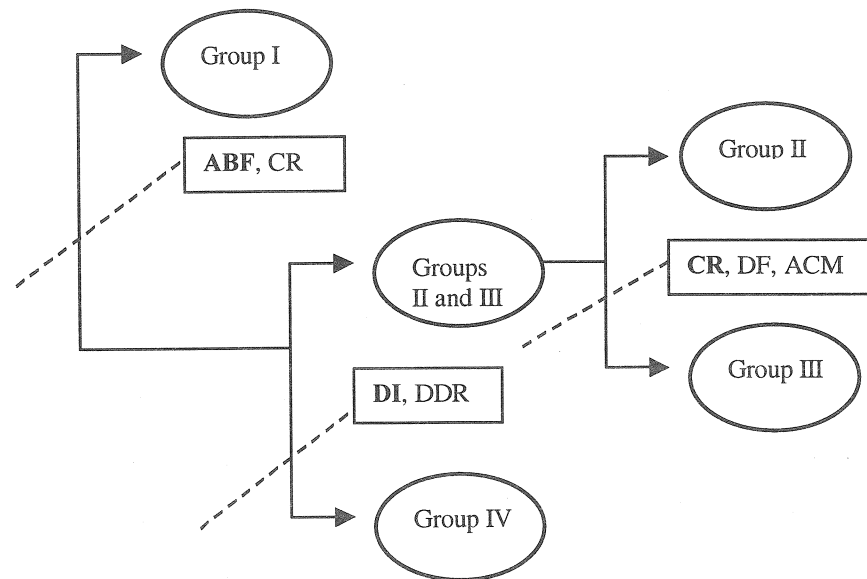 Group I
ABF, CR
Group II
Groups
II and III
CR, DF, ACM
Group III
DI, DDR
Group IV